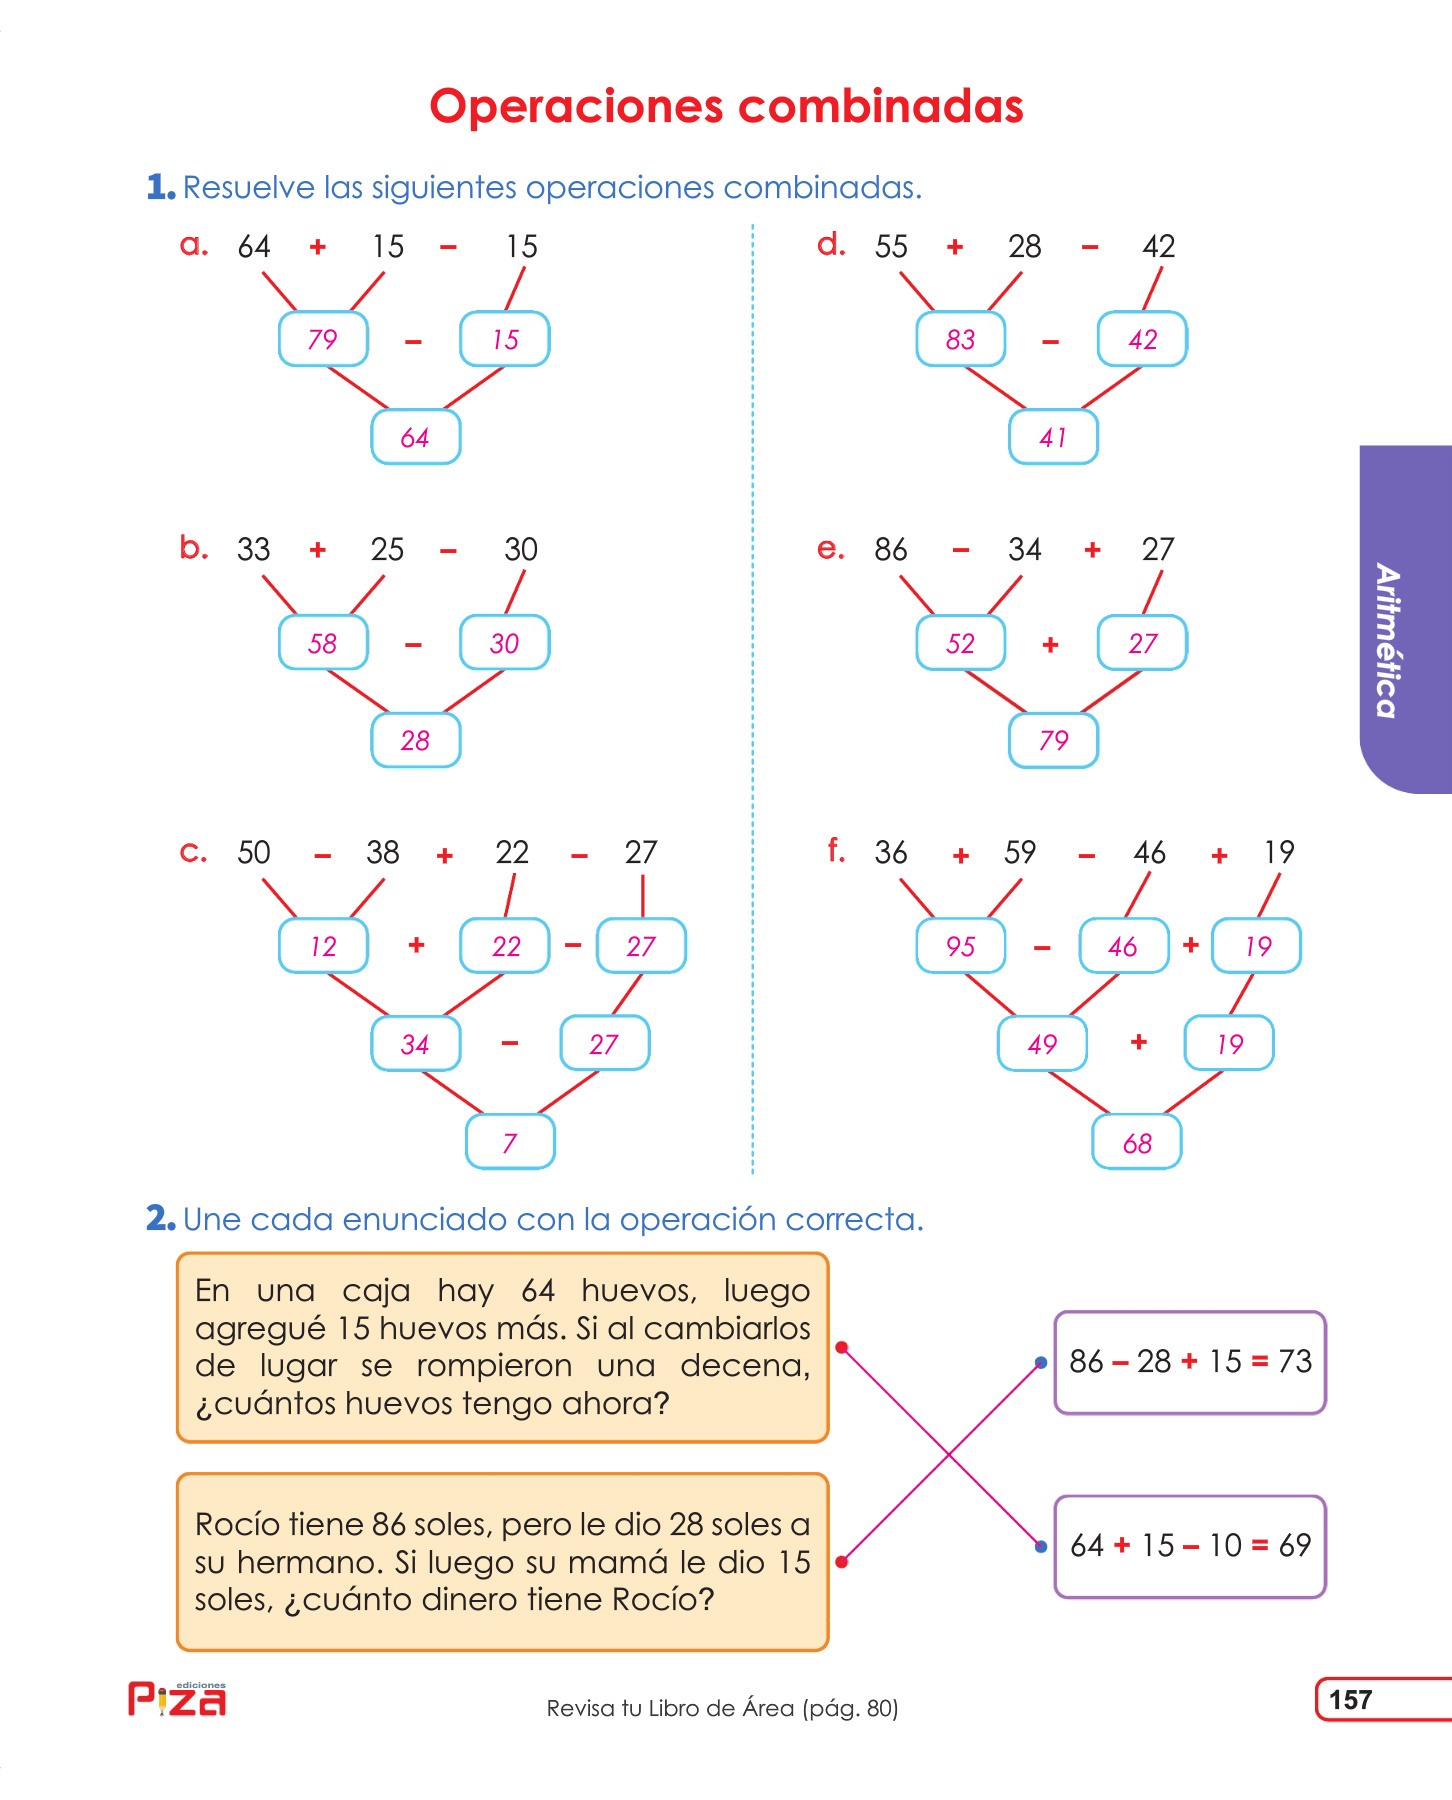 Operaciones combinadas
1. Resuelve las siguientes operaciones combinadas.
a. 64 + 15 – 15
79 – 15
64
b. 33 + 25 – 30
58 – 30
28
c. 50 – 38 + 22 – 27
12 + 22 – 27
34 – 27
7
d. 55 + 28 – 42
83 – 42
41
e. 86 – 34 + 27
52 + 27
79
f. 36 + 59 – 46 + 19
95 – 46 + 19
49 + 19
68
Aritmética
2. Une cada enunciado con la operación correcta.
En una caja hay 64 huevos, luego
agregué 15 huevos más. Si al cambiarlos
de lugar se rompieron una decena,
¿cuántos huevos tengo ahora?
Rocío tiene 86 soles, pero le dio 28 soles a
su hermano. Si luego su mamá le dio 15
soles, ¿cuánto dinero tiene Rocío?
86 – 28 + 15 = 73
64 + 15 – 10 = 69
ediciones
Piza
Revisa tu Libro de Área (pág. 80)
157